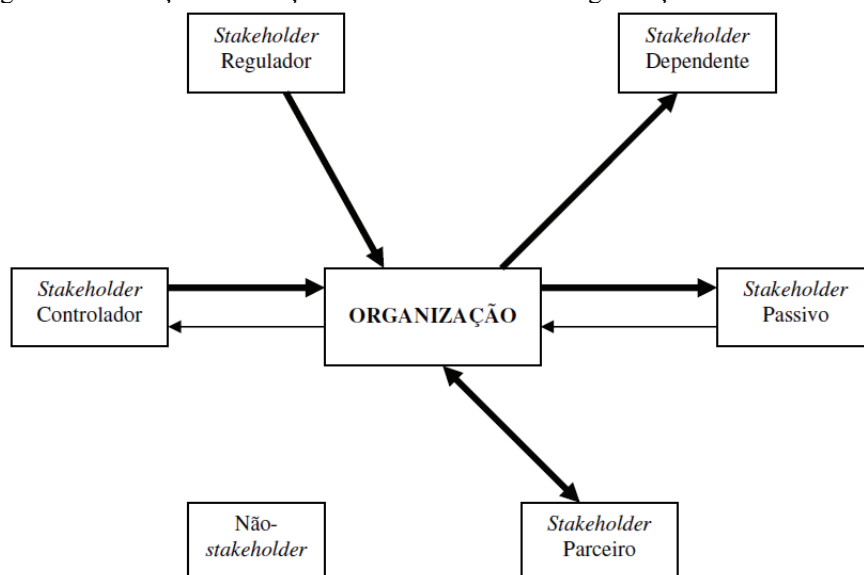 Stakeholder
Regulador
Stakeholder
Dependente
Stakeholder
Controlador
ORGANIZAÇÃO
Stakeholder
Passivo
Não-
stakeholder
Stakeholder
Parceiro